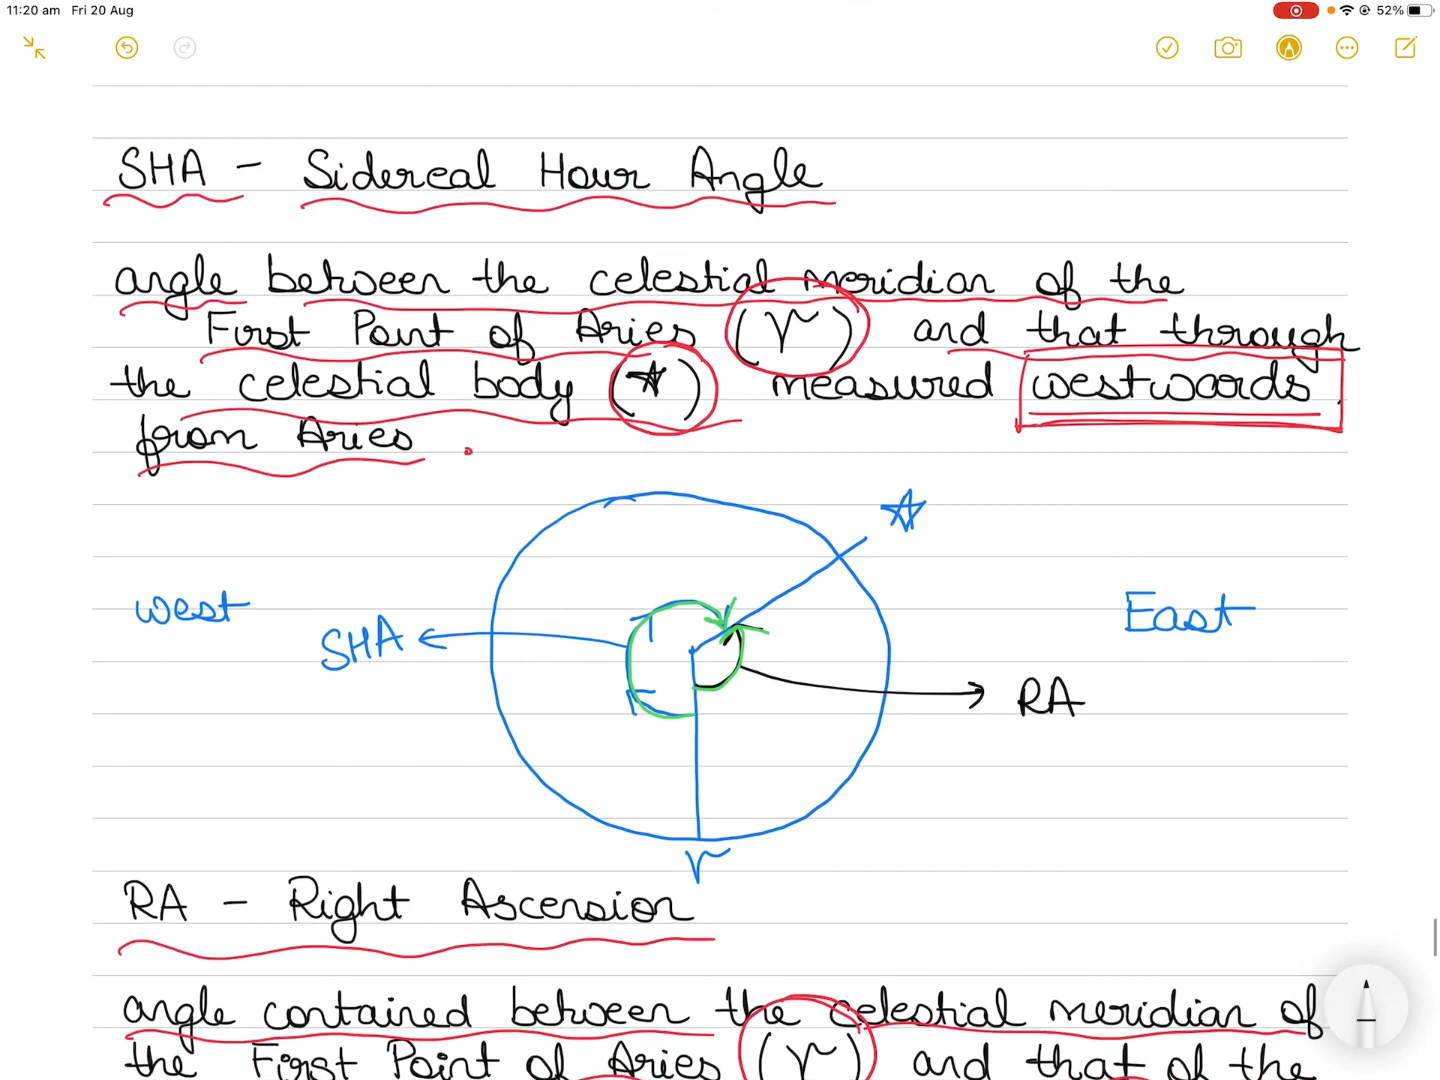 11:20 am Fri 20 Aug
52%
SHA - Sidereal Hour Angle
angle between the celestial meridian of the
First Point of Aries (♈) and that through
the celestial body (☆) measured westwards
from Aries.
West
East
SHA
RA
♈
RA - Right Ascension
angle contained between the celestial meridian of
the First Point of Aries (♈) and that of the